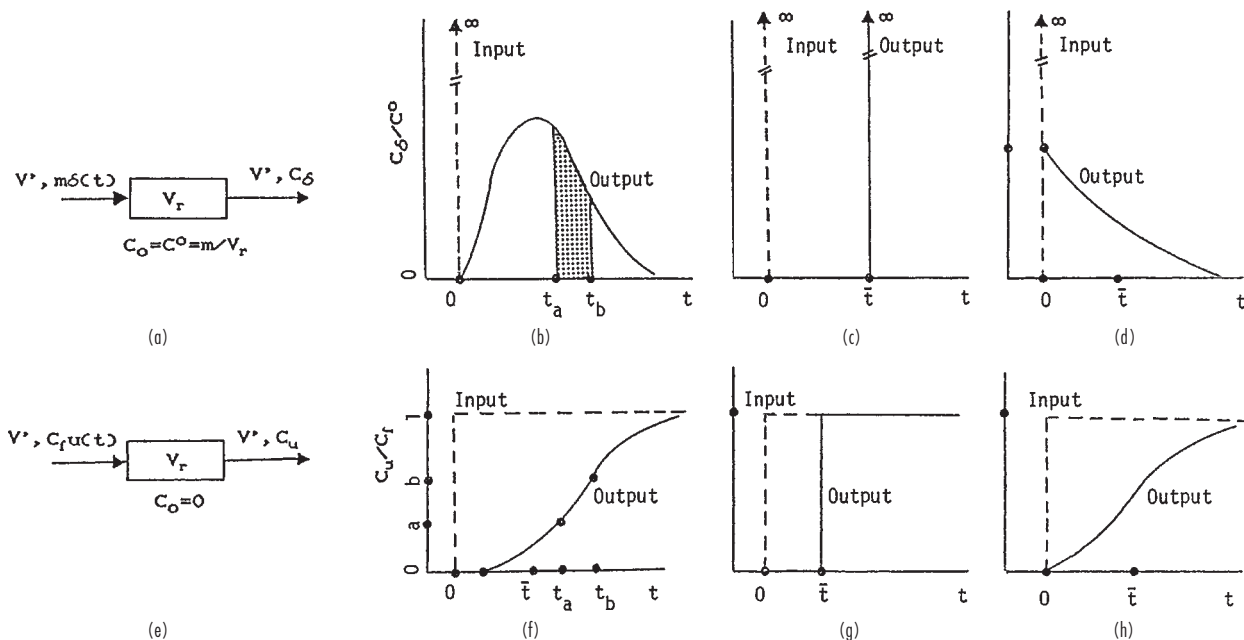 V', mδ(t)
V_r
V', C_δ
C_o=C°=m/V_r
(a)
∞
Input
C_δ/C°
Output
0
0
t_a
t_b
t
(b)
∞
Input
∞
Output
0
t̄
t
(c)
∞
Input
Output
0
t̄
t
(d)
V', C_f u(t)
V_r
V', C_u
C_o=0
(e)
Input
C_u/C_f
1
b
a
0
Output
0
t̄
t_a
t_b
t
(f)
Input
Output
0
t̄
t
(g)
Input
Output
0
t̄
t
(h)